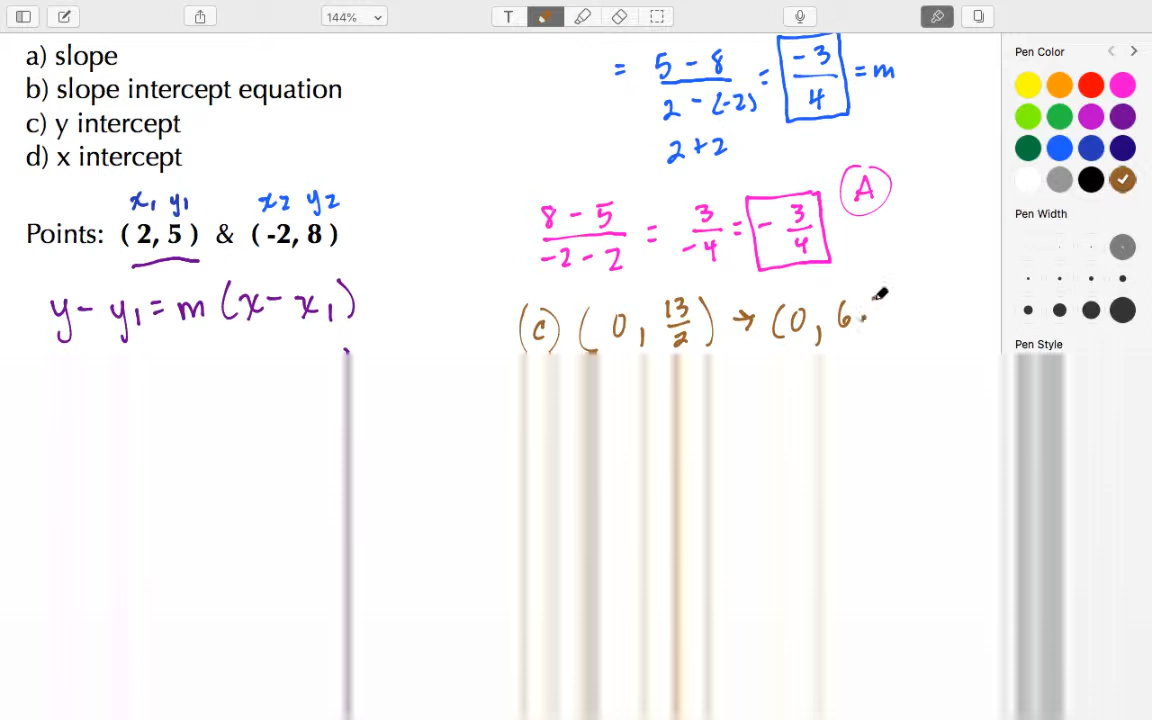 144%
T
a) slope
b) slope intercept equation
c) y intercept
d) x intercept
= 5 - 8 / 2 - (-2) = -3/4 = m
2 + 2
x1 y1 x2 y2
Points: ( 2, 5 ) & ( -2, 8 )
8 - 5 / -2 - 2 = 3/-4 = - 3/4
A
y - y1 = m (x - x1)
(c) (0, 13/2) → (0, 6.
Pen Color
Pen Width
Pen Style